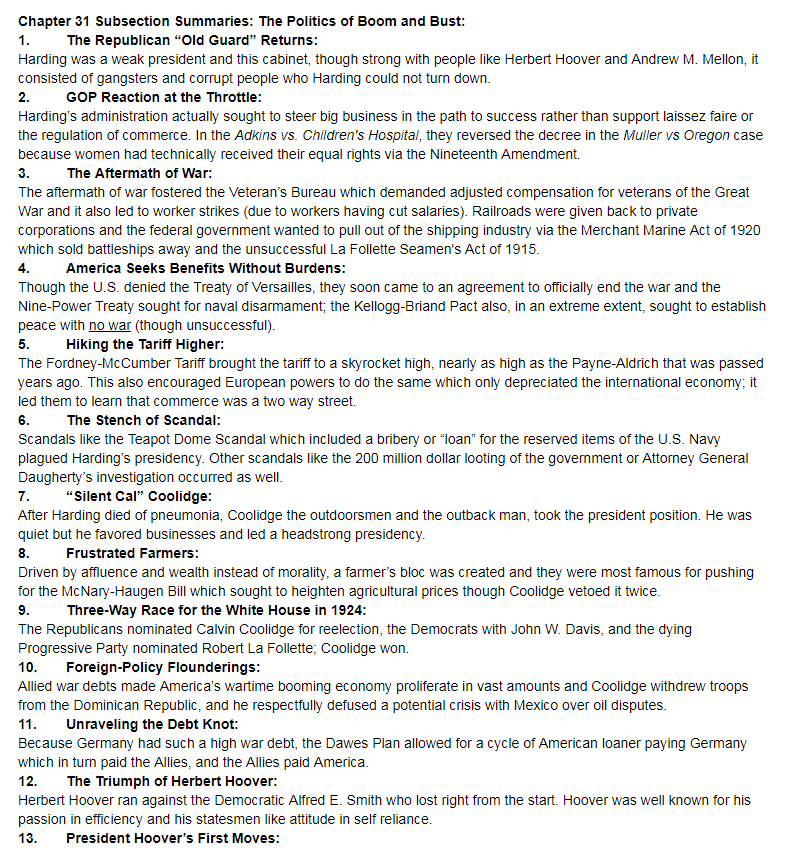 Chapter 31 Subsection Summaries: The Politics of Boom and Bust:
1. The Republican “Old Guard” Returns:
Harding was a weak president and this cabinet, though strong with people like Herbert Hoover and Andrew M. Mellon, it
consisted of gangsters and corrupt people who Harding could not turn down.
2. GOP Reaction at the Throttle:
Harding’s administration actually sought to steer big business in the path to success rather than support laissez faire or
the regulation of commerce. In the Adkins vs. Children's Hospital, they reversed the decree in the Muller vs Oregon case
because women had technically received their equal rights via the Nineteenth Amendment.
3. The Aftermath of War:
The aftermath of war fostered the Veteran’s Bureau which demanded adjusted compensation for veterans of the Great
War and it also led to worker strikes (due to workers having cut salaries). Railroads were given back to private
corporations and the federal government wanted to pull out of the shipping industry via the Merchant Marine Act of 1920
which sold battleships away and the unsuccessful La Follette Seamen's Act of 1915.
4. America Seeks Benefits Without Burdens:
Though the U.S. denied the Treaty of Versailles, they soon came to an agreement to officially end the war and the
Nine-Power Treaty sought for naval disarmament; the Kellogg-Briand Pact also, in an extreme extent, sought to establish
peace with no war (though unsuccessful).
5. Hiking the Tariff Higher:
The Fordney-McCumber Tariff brought the tariff to a skyrocket high, nearly as high as the Payne-Aldrich that was passed
years ago. This also encouraged European powers to do the same which only depreciated the international economy; it
led them to learn that commerce was a two way street.
6. The Stench of Scandal:
Scandals like the Teapot Dome Scandal which included a bribery or “loan” for the reserved items of the U.S. Navy
plagued Harding’s presidency. Other scandals like the 200 million dollar looting of the government or Attorney General
Daugherty’s investigation occurred as well.
7. “Silent Cal” Coolidge:
After Harding died of pneumonia, Coolidge the outdoorsmen and the outback man, took the president position. He was
quiet but he favored businesses and led a headstrong presidency.
8. Frustrated Farmers:
Driven by affluence and wealth instead of morality, a farmer’s bloc was created and they were most famous for pushing
for the McNary-Haugen Bill which sought to heighten agricultural prices though Coolidge vetoed it twice.
9. Three-Way Race for the White House in 1924:
The Republicans nominated Calvin Coolidge for reelection, the Democrats with John W. Davis, and the dying
Progressive Party nominated Robert La Follette; Coolidge won.
10. Foreign-Policy Flounderings:
Allied war debts made America’s wartime booming economy proliferate in vast amounts and Coolidge withdrew troops
from the Dominican Republic, and he respectfully defused a potential crisis with Mexico over oil disputes.
11. Unraveling the Debt Knot:
Because Germany had such a high war debt, the Dawes Plan allowed for a cycle of American loaner paying Germany
which in turn paid the Allies, and the Allies paid America.
12. The Triumph of Herbert Hoover:
Herbert Hoover ran against the Democratic Alfred E. Smith who lost right from the start. Hoover was well known for his
passion in efficiency and his statesmen like attitude in self reliance.
13. President Hoover’s First Moves: